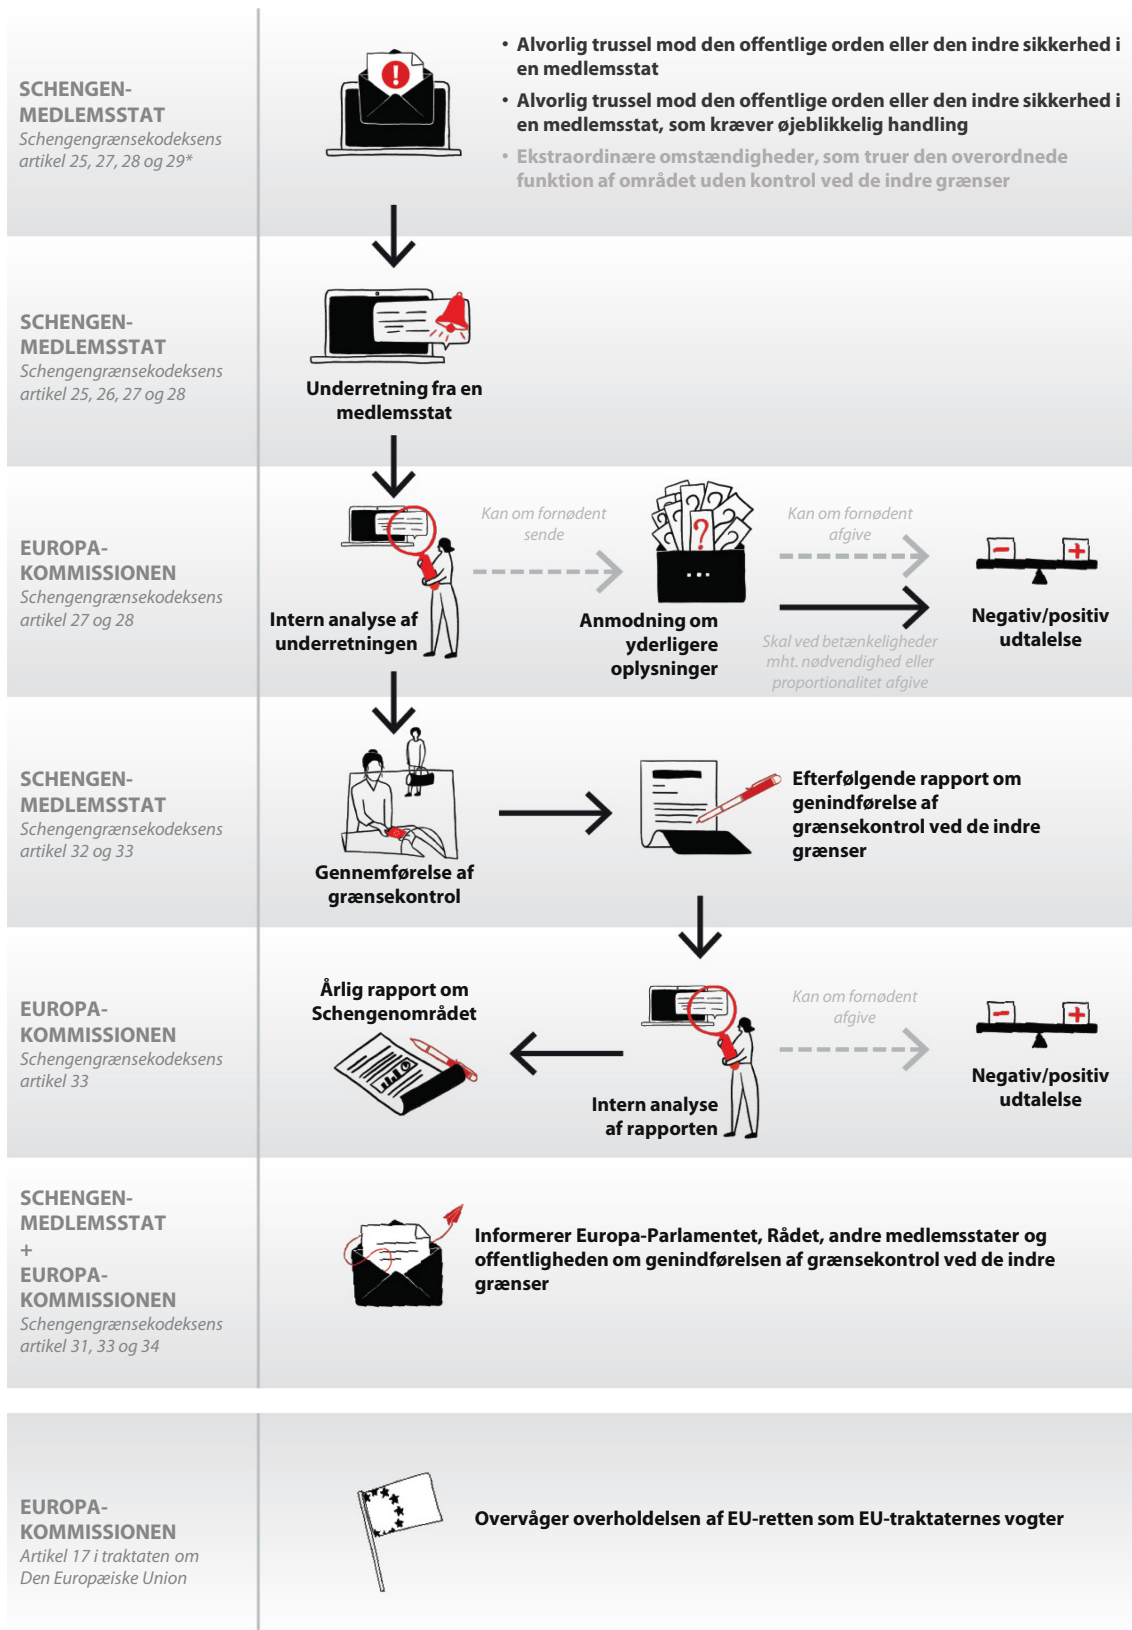 SCHENGEN-
MEDLEMSSTAT
Schengengrænsekodeksens
artikel 25, 27, 28 og 29*
• Alvorlig trussel mod den offentlige orden eller den indre sikkerhed i
en medlemsstat
• Alvorlig trussel mod den offentlige orden eller den indre sikkerhed i
en medlemsstat, som kræver øjeblikkelig handling
• Ekstraordinære omstændigheder, som truer den overordnede
funktion af området uden kontrol ved de indre grænser
SCHENGEN-
MEDLEMSSTAT
Schengengrænsekodeksens
artikel 25, 26, 27 og 28
Underretning fra en
medlemsstat
EUROPA-
KOMMISSIONEN
Schengengrænsekodeksens
artikel 27 og 28
Intern analyse af
underretningen
Kan om fornødent
sende
Anmodning om
yderligere
oplysninger
Kan om fornødent
afgive
Skal ved betænkeligheder
mht. nødvendighed eller
proportionalitet afgive
Negativ/positiv
udtalelse
SCHENGEN-
MEDLEMSSTAT
Schengengrænsekodeksens
artikel 32 og 33
Gennemførelse af
grænsekontrol
Efterfølgende rapport om
genindførelse af
grænsekontrol ved de indre
grænser
EUROPA-
KOMMISSIONEN
Schengengrænsekodeksens
artikel 33
Årlig rapport om
Schengenområdet
Intern analyse
af rapporten
Kan om fornødent
afgive
Negativ/positiv
udtalelse
SCHENGEN-
MEDLEMSSTAT
+
EUROPA-
KOMMISSIONEN
Schengengrænsekodeksens
artikel 31, 33 og 34
Informerer Europa-Parlamentet, Rådet, andre medlemsstater og
offentligheden om genindførelsen af grænsekontrol ved de indre
grænser
EUROPA-
KOMMISSIONEN
Artikel 17 i traktaten om
Den Europæiske Union
Overvåger overholdelsen af EU-retten som EU-traktaternes vogter